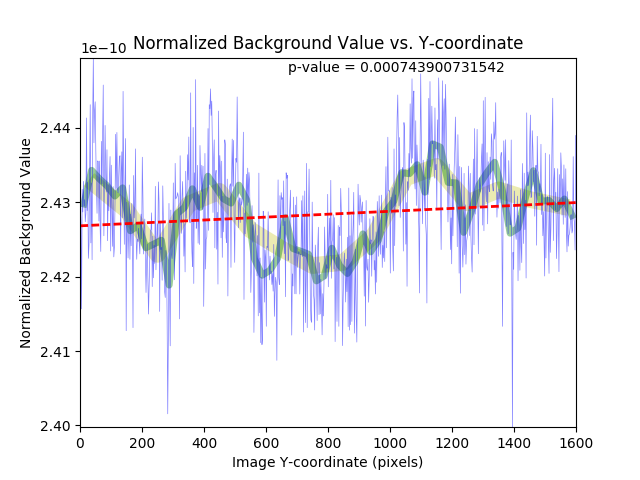 Normalized Background Value vs. Y-coordinate
1e−10
p-value = 0.000743900731542
2.44
2.43
2.42
2.41
2.40
Normalized Background Value
0 200 400 600 800 1000 1200 1400 1600
Image Y-coordinate (pixels)